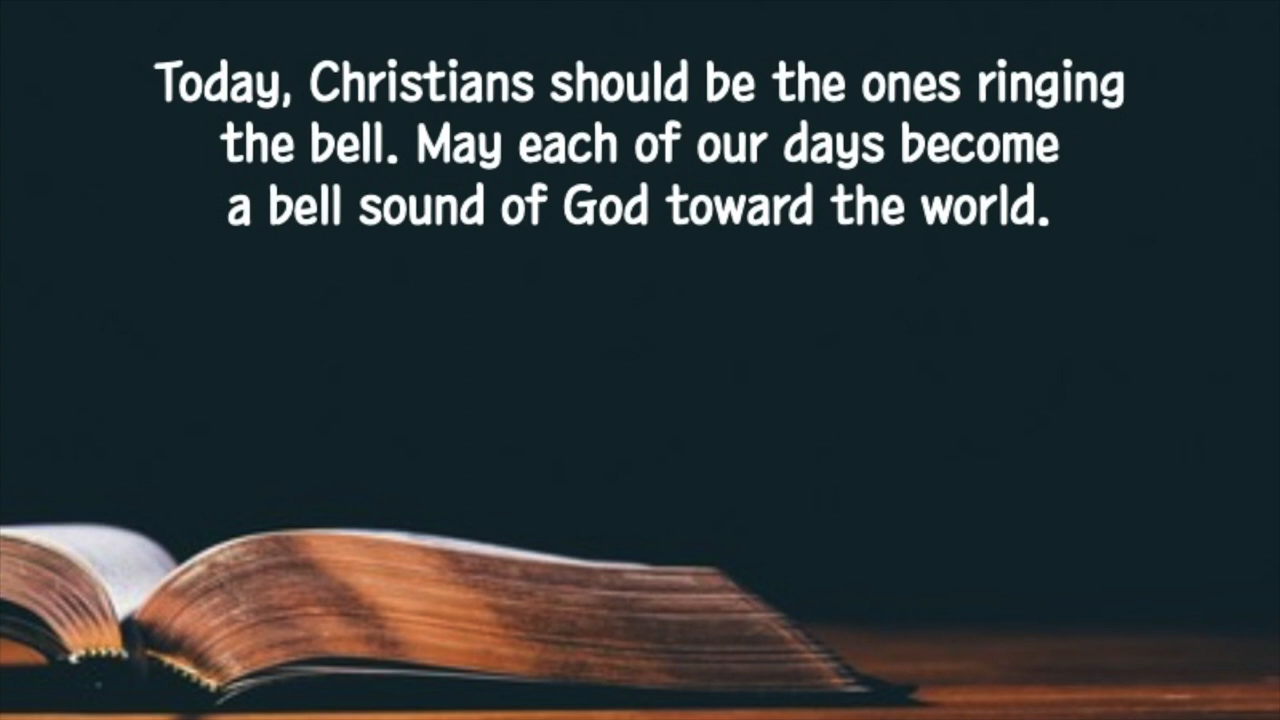 Today, Christians should be the ones ringing
the bell. May each of our days become
a bell sound of God toward the world.